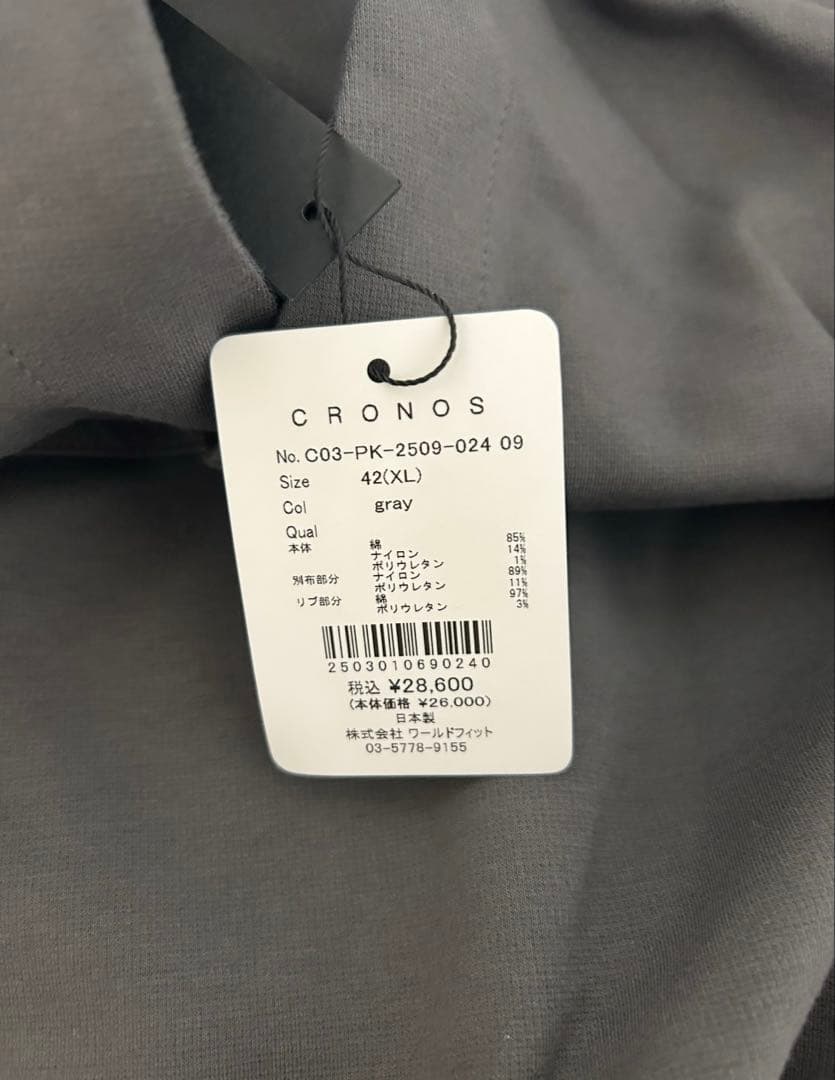 CRONOS
No. C03-PK-2509-024 09
Size 42(XL)
Col gray
Qual
本体 綿 85%
ナイロン 14%
ポリウレタン 1%
別布部分 ナイロン 89%
ポリウレタン 11%
リブ部分 綿 97%
ポリウレタン 3%
2503010690240
税込 ¥28,600
(本体価格 ¥26,000)
日本製
株式会社 ワールドフィット
03-5778-9155